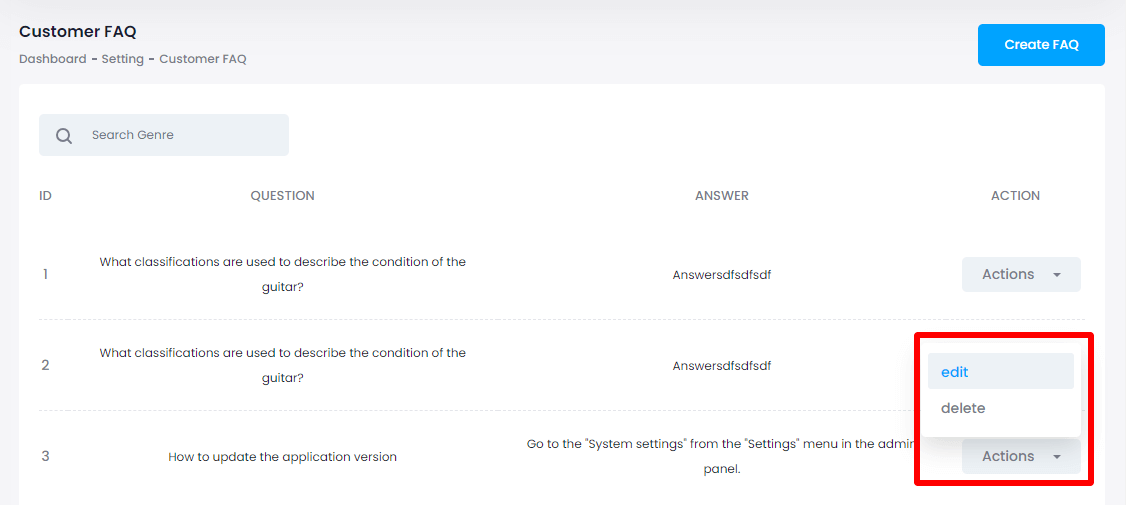 Customer FAQ
Dashboard - Setting - Customer FAQ
Create FAQ
Search Genre
ID QUESTION ANSWER ACTION
What classifications are used to describe the condition of the
guitar?
1 Answersdfsdfsdf Actions
What classifications are used to describe the condition of the
guitar?
2 Answersdfsdfsdf
edit
delete
3 How to update the application version
Go to the "System settings" from the "Settings" menu in the admin
panel.
Actions